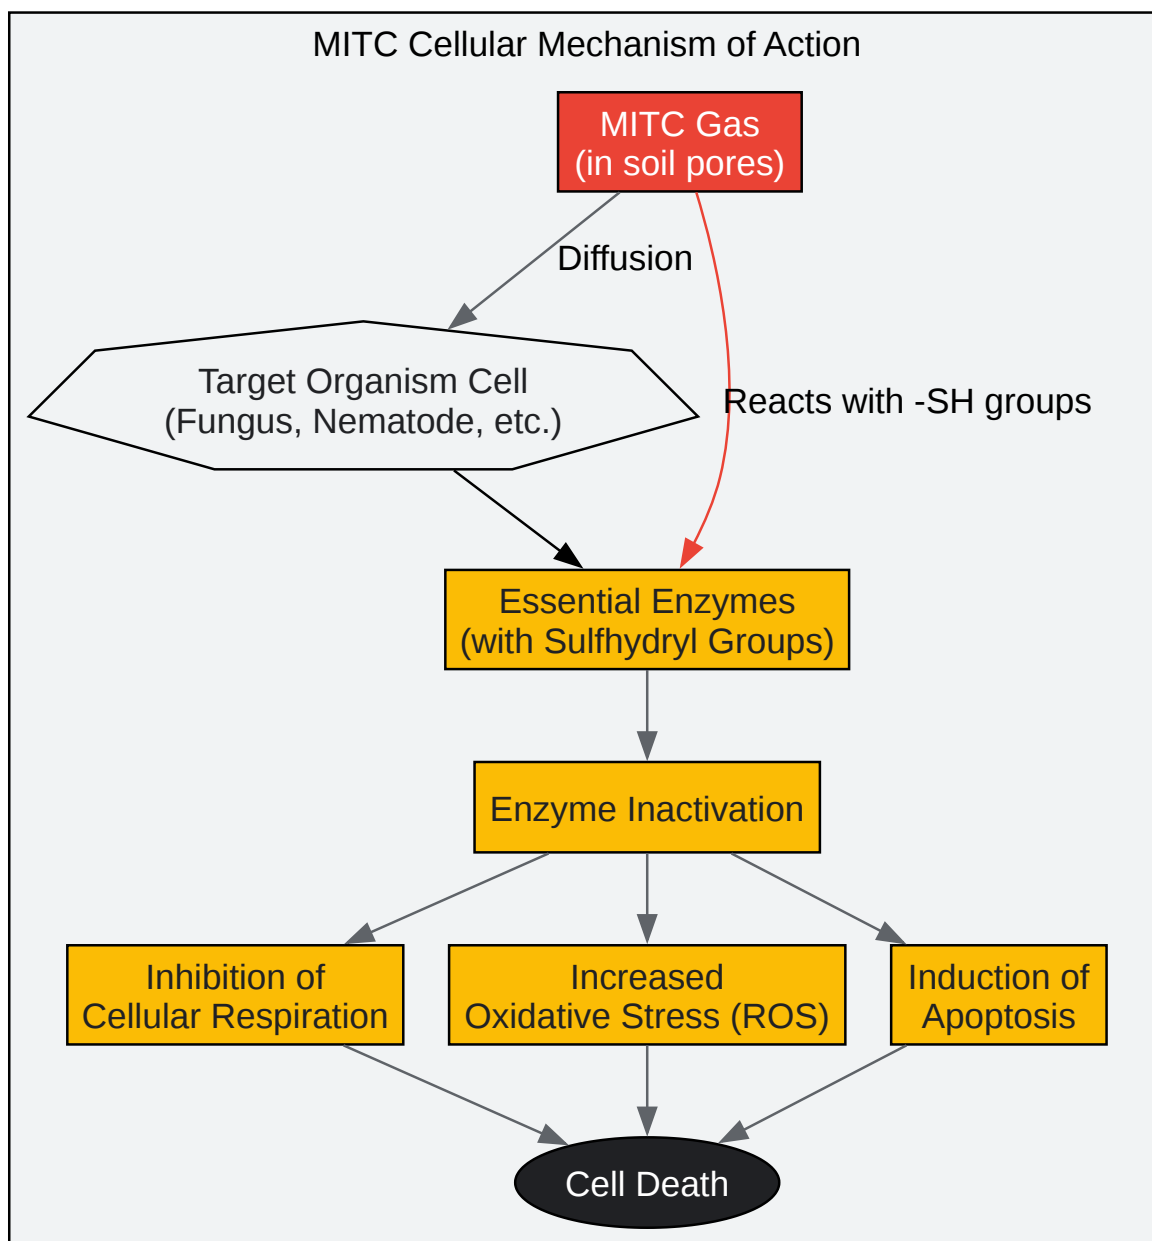 MITC Cellular Mechanism of Action
MITC Gas
(in soil pores)
Diffusion
Target Organism Cell
(Fungus, Nematode, etc.)
Reacts with -SH groups
Essential Enzymes
(with Sulfhydryl Groups)
Enzyme Inactivation
Inhibition of
Cellular Respiration
Increased
Oxidative Stress (ROS)
Induction of
Apoptosis
Cell Death